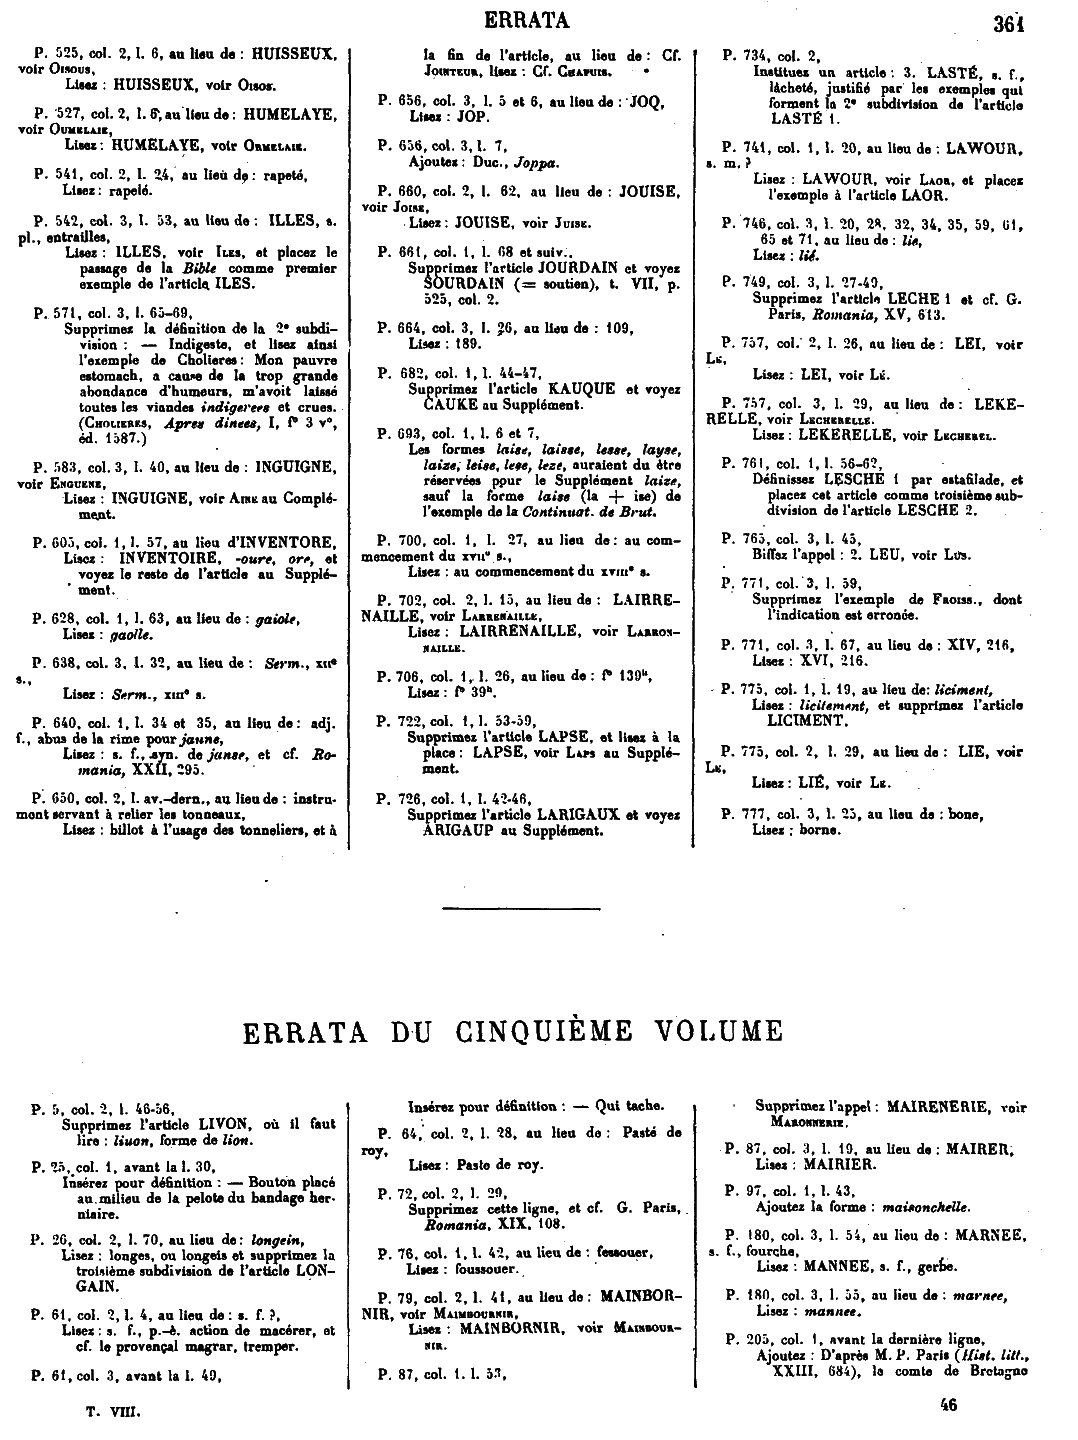 ERRATA
361
P. 525, col. 2, l. 6, au lieu de : HUISSEUX,
voir Oisous,
Lisez : HUISSEUX, voir Oisos.
P. 527, col. 2, l. 6, au lieu de : HUMELAYE,
voir Oumelaie,
Lisez : HUMELAYE, voir Ormelaie.
P. 541, col. 2, l. 24, au lieu de : rapeté,
Lisez : rapelé.
P. 542, col. 3, l. 53, au lieu de : ILLES, s.
pl., entrailles,
Lisez : ILLES, voir Iles, et placez le
passage de la Bible comme premier
exemple de l'article ILES.
P. 571, col. 3, l. 65-69,
Supprimez la définition de la 2e subdi-
vision : — Indigeste, et lisez ainsi
l'exemple de Cholieres : Mon pauvre
estomach, a cause de la trop grande
abondance d'humeurs, m'avoit laissé
toutes les viandes indigerees et crues.
(Cholieres, Apres dinees, I, f° 3 v°,
éd. 1587.)
P. 583, col. 3, l. 40, au lieu de : INGUIGNE,
voir Enguene,
Lisez : INGUIGNE, voir Aine au Complé-
ment.
P. 605, col. 1, l. 57, au lieu d'INVENTORE,
Lisez : INVENTOIRE, -oure, ore, et
voyez le reste de l'article au Supplé-
ment.
P. 628, col. 1, l. 63, au lieu de : gaiole,
Lisez : gaolle.
P. 638, col. 3, l. 32, au lieu de : Serm., xiie
s.,
Lisez : Serm., xiiie s.
P. 640, col. 1, l. 34 et 35, au lieu de : adj.
f., abus de la rime pour jaune,
Lisez : s. f., syn. de janse, et cf. Ro-
mania, XXII, 295.
P. 650, col. 2, l. av.-dern., au lieu de : instru-
ment servant à relier les tonneaux,
Lisez : billot à l'usage des tonneliers, et à
la fin de l'article, au lieu de : Cf.
Jointeur, lisez : Cf. Chapuis.
P. 656, col. 3, l. 5 et 6, au lieu de : JOQ,
Lisez : JOP.
P. 656, col. 3, l. 7,
Ajoutez : Duc., Joppa.
P. 660, col. 2, l. 62, au lieu de : JOUISE,
voir Joise,
Lisez : JOUISE, voir Juise.
P. 661, col. 1, l. 68 et suiv.,
Supprimez l'article JOURDAIN et voyez
SOURDAIN (= soutien), t. VII, p.
525, col. 2.
P. 664, col. 3, l. 26, au lieu de : 109,
Lisez : 189.
P. 682, col. 1, l. 44-47,
Supprimez l'article KAUQUE et voyez
CAUKE au Supplément.
P. 693, col. 1, l. 6 et 7,
Les formes laise, laisse, lesse, layse,
laize, leise, lese, leze, auraient du être
réservées pour le Supplément laize,
sauf la forme laise (la + ise) de
l'exemple de la Continuat. de Brut.
P. 700, col. 1, l. 27, au lieu de : au com-
mencement du xviie s.,
Lisez : au commencement du xviiie s.
P. 702, col. 2, l. 15, au lieu de : LAIRRE-
NAILLE, voir Larrenaille,
Lisez : LAIRRENAILLE, voir Larron-
naille.
P. 706, col. 1, l. 26, au lieu de : f° 139b,
Lisez : f° 39b.
P. 722, col. 1, l. 53-59,
Supprimez l'article LAPSE, et lisez à la
place : LAPSE, voir Laps au Supplé-
ment.
P. 726, col. 1, l. 42-46,
Supprimez l'article LARIGAUX et voyez
ARIGAUP au Supplément.
P. 734, col. 2,
Instituez un article : 3. LASTÉ, s. f.,
lâcheté, justifié par les exemples qui
forment la 2e subdivision de l'article
LASTÉ 1.
P. 741, col. 1, l. 20, au lieu de : LAWOUR,
s. m. ?
Lisez : LAWOUR, voir Laor, et placez
l'exemple à l'article LAOR.
P. 746, col. 3, l. 20, 28, 28, 32, 34, 35, 59, 61,
65 et 71, au lieu de : lie,
Lisez : lié.
P. 749, col. 3, l. 27-49,
Supprimez l'article LECHE 1 et cf. G.
Paris, Romania, XV, 613.
P. 757, col. 2, l. 26, au lieu de : LEI, voir
Le,
Lisez : LEI, voir Lé.
P. 757, col. 3, l. 29, au lieu de : LEKE-
RELLE, voir Lecherelle.
Lisez : LEKERELLE, voir Lecherel.
P. 761, col. 1, l. 56-62,
Définissez LESCHE 1 par estafilade, et
placez cet article comme troisième sub-
division de l'article LESCHE 2.
P. 765, col. 3, l. 45,
Biffez l'appel : 2. LEU, voir Lus.
P. 771, col. 3, l. 59,
Supprimez l'exemple de Froiss., dont
l'indication est erronée.
P. 771, col. 3, l. 67, au lieu de : XIV, 216,
Lisez : XVI, 216.
P. 775, col. 1, l. 19, au lieu de: liciment,
Lisez : licitement, et supprimez l'article
LICIMENT.
P. 775, col. 2, l. 29, au lieu de : LIE, voir
Le,
Lisez : LIÉ, voir Le.
P. 777, col. 3, l. 25, au lieu de : bone,
Lisez : borne.
ERRATA DU CINQUIÈME VOLUME
P. 5, col. 2, l. 46-56,
Supprimez l'article LIVON, où il faut
lire : liuon, forme de lion.
P. 25, col. 1, avant la l. 30,
Insérez pour définition : — Bouton placé
au milieu de la pelote du bandage her-
niaire.
P. 26, col. 2, l. 70, au lieu de : longein,
Lisez : longes, ou longeis et supprimez la
troisième subdivision de l'article LON-
GAIN.
P. 61, col. 2, l. 4, au lieu de : s. f. ?,
Lisez : s. f., p.-ê. action de macérer, et
cf. le provençal magrar, tremper.
P. 61, col. 3, avant la l. 49,
Insérez pour définition : — Qui tache.
P. 64, col. 2, l. 28, au lieu de : Pasté de
roy,
Lisez : Paste de roy.
P. 72, col. 2, l. 29,
Supprimez cette ligne, et cf. G. Paris,
Romania, XIX, 108.
P. 76, col. 1, l. 42, au lieu de : fessouer,
Lisez : foussouer.
P. 79, col. 2, l. 41, au lieu de : MAINBOR-
NIR, voir Maimbournir,
Lisez : MAINBORNIR, voir Mainbour-
nir.
P. 87, col. 1. l. 53,
Supprimez l'appel : MAIRENERIE, voir
Maronnerie.
P. 87, col. 3, l. 19, au lieu de : MAIRER,
Lisez : MAIRIER.
P. 97, col. 1, l. 43,
Ajoutez la forme : maisonchelle.
P. 180, col. 3, l. 54, au lieu de : MARNEE,
s. f., fourche,
Lisez : MANNEE, s. f., gerbe.
P. 180, col. 3, l. 55, au lieu de : marnee,
Lisez : mannee.
P. 205, col. 1, avant la dernière ligne,
Ajoutez : D'après M. P. Paris (Hist. litt.,
XXIII, 684), le comte de Bretagne
T. VIII.
46